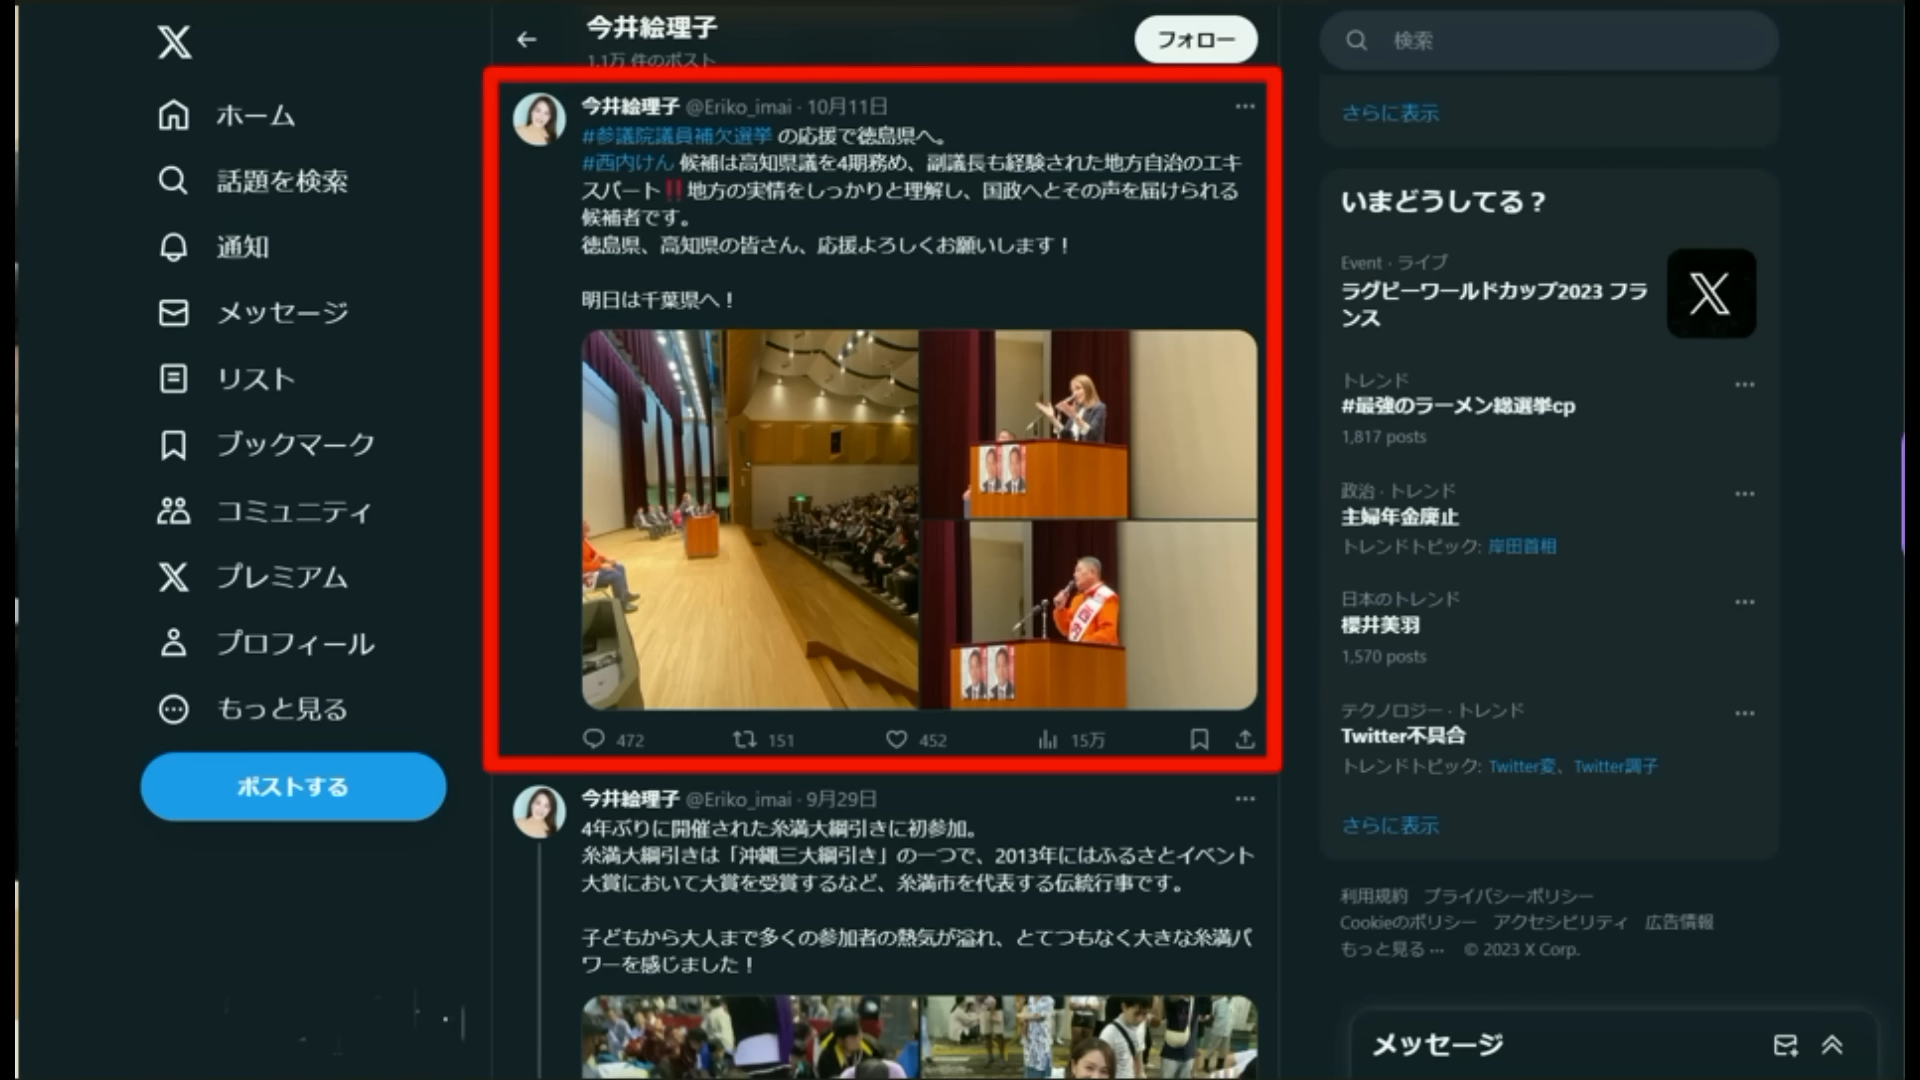 ホーム
話題を検索
通知
メッセージ
リスト
ブックマーク
コミュニティ
プレミアム
プロフィール
もっと見る
ポストする
今井絵理子
1.1万 件のポスト
フォロー
今井絵理子 @Eriko_imai · 10月11日
#参議院議員補欠選挙 の応援で徳島県へ。
#西内けん 候補は高知県議を4期務め、副議長も経験された地方自治のエキ
スパート‼️地方の実情をしっかりと理解し、国政へとその声を届けられる
候補者です。
徳島県、高知県の皆さん、応援よろしくお願いします！
明日は千葉県へ！
472
151
452
15万
今井絵理子 @Eriko_imai · 9月29日
4年ぶりに開催された糸満大綱引きに初参加。
糸満大綱引きは「沖縄三大綱引き」の一つで、2013年にはふるさとイベント
大賞において大賞を受賞するなど、糸満市を代表する伝統行事です。
子どもから大人まで多くの参加者の熱気が溢れ、とてつもなく大きな糸満パ
ワーを感じました！
検索
さらに表示
いまどうしてる？
Event · ライブ
ラグビーワールドカップ2023 フラ
ンス
トレンド
#最強のラーメン総選挙cp
1,817 posts
政治 · トレンド
主婦年金廃止
トレンドトピック: 岸田首相
日本のトレンド
櫻井美羽
1,570 posts
テクノロジー · トレンド
Twitter不具合
トレンドトピック: Twitter変、Twitter調子
さらに表示
利用規約 プライバシーポリシー
Cookieのポリシー アクセシビリティ 広告情報
もっと見る ··· © 2023 X Corp.
メッセージ